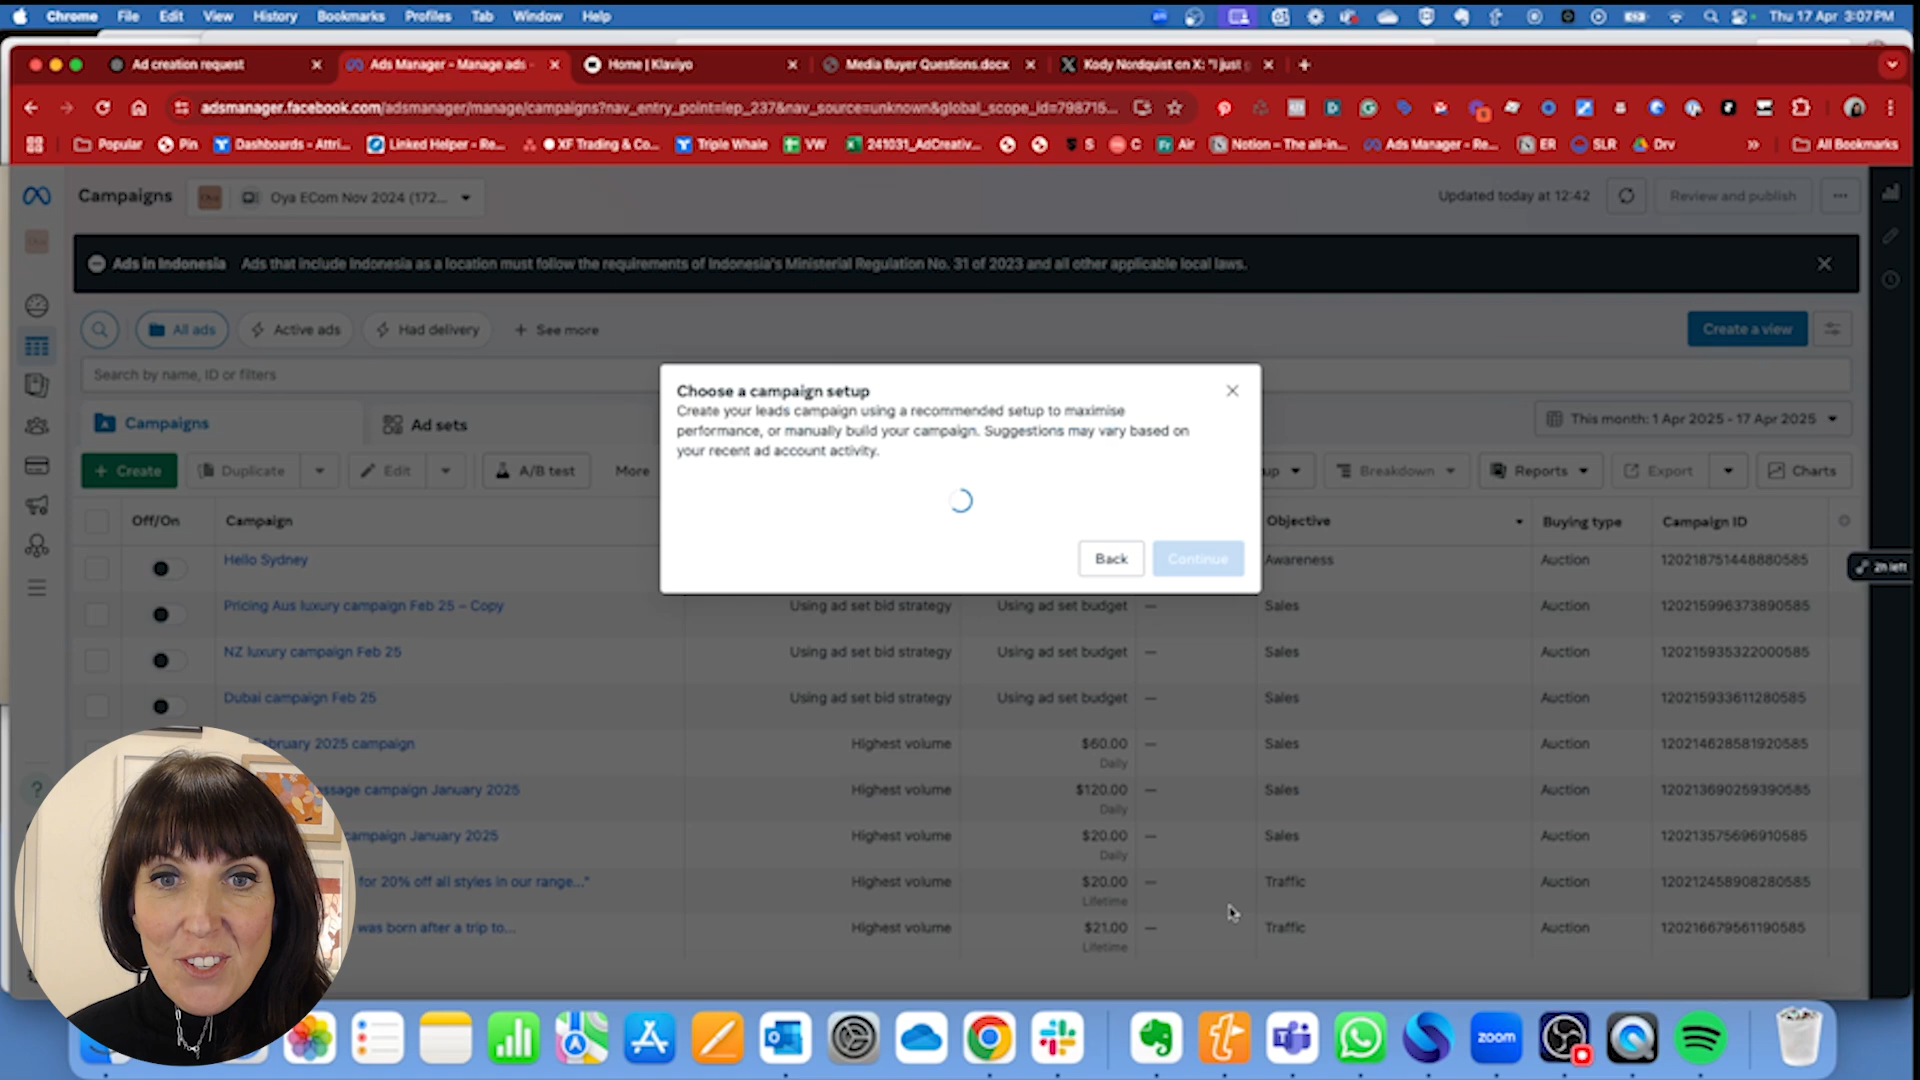 Chrome File Edit View History Bookmarks Profiles Tab Window Help
Thu 17 Apr 3:07PM
Ad creation request
Ads Manager - Manage ads -
Home | Klaviyo
Media Buyer Questions.docx
Kody Nordquist on X: "I just
adsmanager.facebook.com/adsmanager/manage/campaigns?nav_entry_point=lep_237&nav_source=unknown&global_scope_id=798715...
Popular
Pin
Dashboards - Attri...
Linked Helper - Re...
XF Trading & Co...
Triple Whale
VW
241031_AdCreativ...
S
C
Air
Notion – The all-in...
Ads Manager - Re...
ER
SLR
Drv
All Bookmarks
Campaigns
Oya ECom Nov 2024 (172...
Updated today at 12:42
Review and publish
Ads in Indonesia Ads that include Indonesia as a location must follow the requirements of Indonesia's Ministerial Regulation No. 31 of 2023 and all other applicable local laws.
All ads
Active ads
Had delivery
See more
Create a view
Search by name, ID or filters
Choose a campaign setup
Create your leads campaign using a recommended setup to maximise
performance, or manually build your campaign. Suggestions may vary based on
your recent ad account activity.
Back
Continue
Campaigns
Ad sets
This month: 1 Apr 2025 - 17 Apr 2025
Create
Duplicate
Edit
A/B test
More
up
Breakdown
Reports
Export
Charts
Off/On Campaign Objective Buying type Campaign ID
Hello Sydney Awareness Auction 120218751448880585
2h left
Pricing Aus luxury campaign Feb 25 – Copy Using ad set bid strategy Using ad set budget — Sales Auction 120215996373890585
NZ luxury campaign Feb 25 Using ad set bid strategy Using ad set budget — Sales Auction 120215935322000585
Dubai campaign Feb 25 Using ad set bid strategy Using ad set budget — Sales Auction 120215933611280585
ebruary 2025 campaign Highest volume $60.00 — Sales Auction 120214628581920585
Daily
ssage campaign January 2025 Highest volume $120.00 — Sales Auction 120213690259390585
Daily
campaign January 2025 Highest volume $20.00 — Sales Auction 120213575696910585
Daily
for 20% off all styles in our range..." Highest volume $20.00 — Traffic Auction 120212458908280585
Lifetime
was born after a trip to... Highest volume $21.00 — Traffic Auction 120216679561190585
Lifetime
zoom